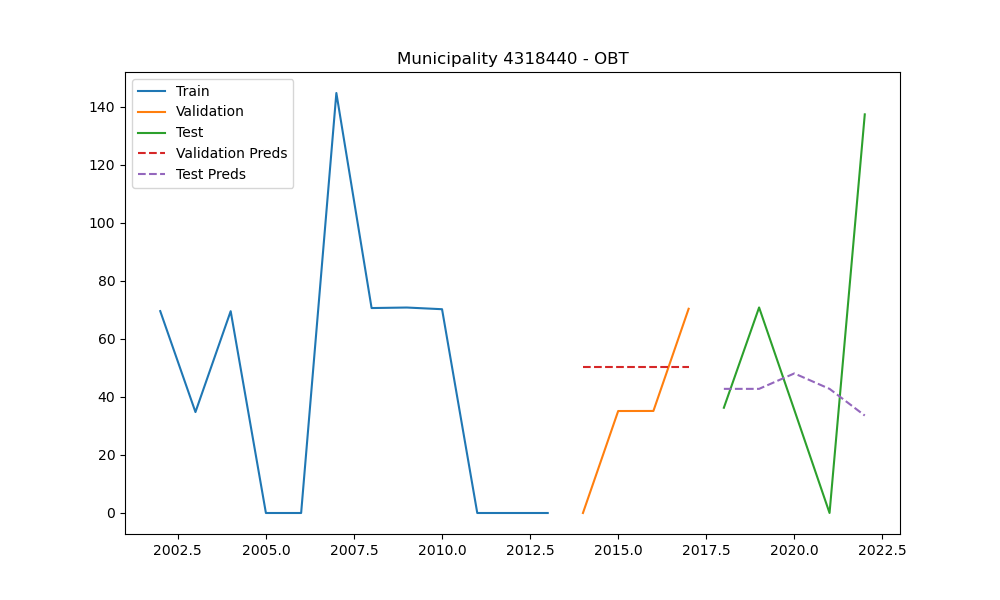 Municipality 4318440 - OBT
Train
Validation
Test
Validation Preds
Test Preds
140
120
100
80
60
40
20
0
2002.5 2005.0 2007.5 2010.0 2012.5 2015.0 2017.5 2020.0 2022.5